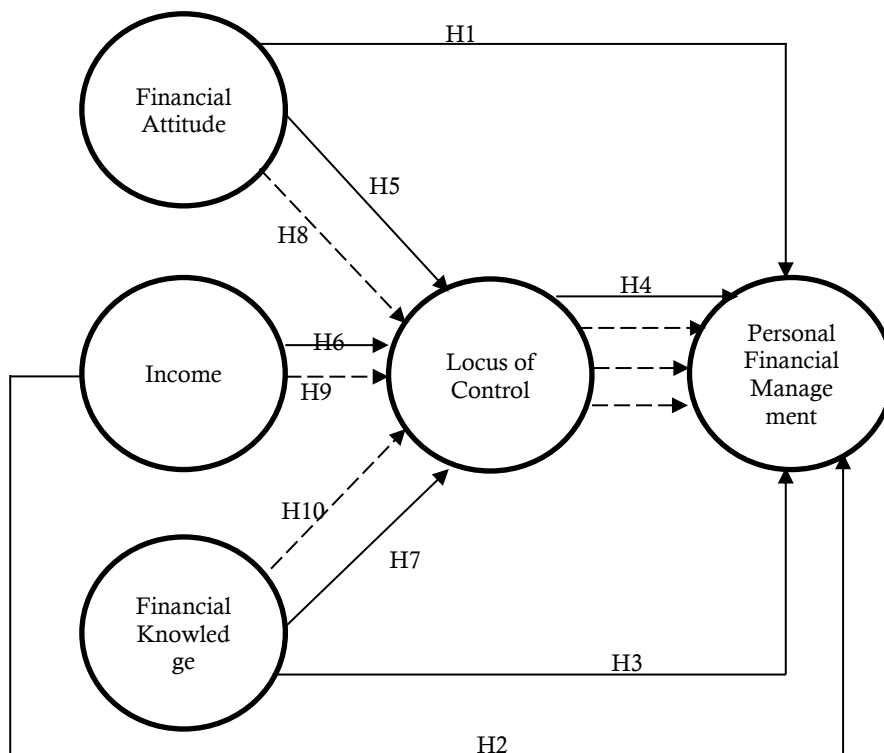 H1
Financial
Attitude
H5
H8
H4
H6
Income
H9
Locus of
Control
Personal
Financial
Manage
ment
H10
H7
Financial
Knowled
ge
H3
H2